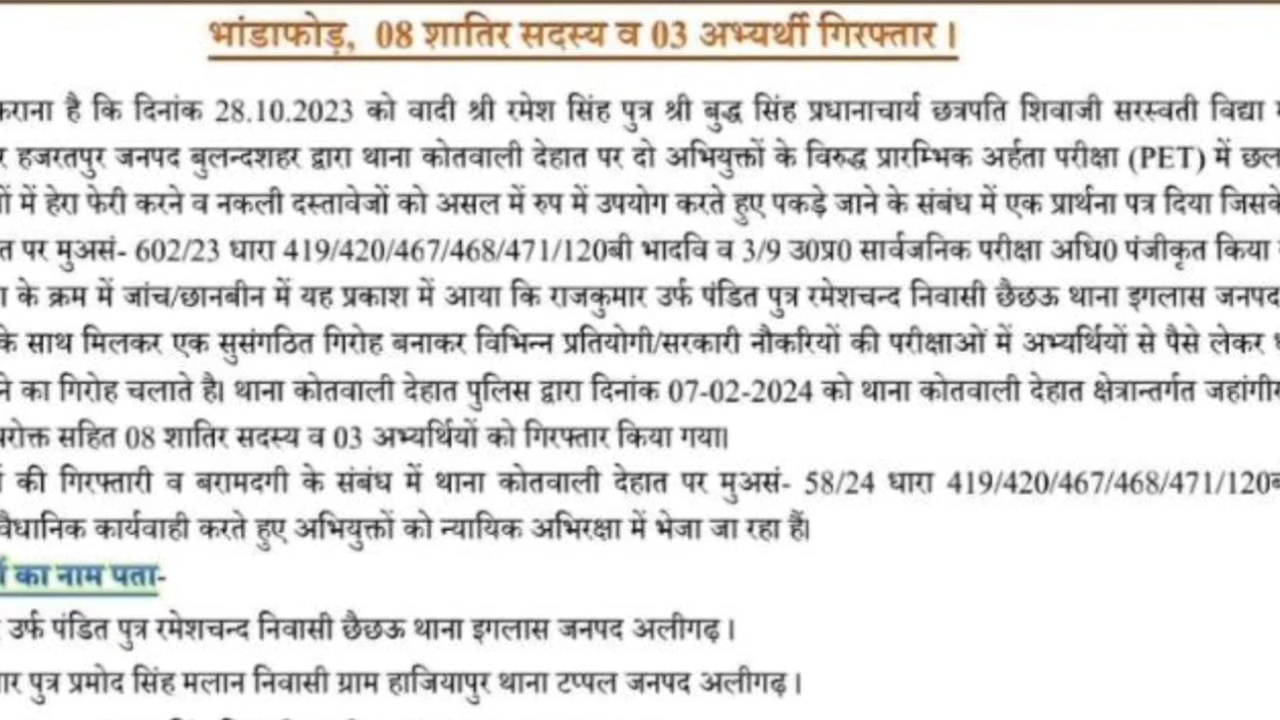 भांडाफोड़, 08 शातिर सदस्य व 03 अभ्यर्थी गिरफ्तार ।
कराना है कि दिनांक 28.10.2023 को वादी श्री रमेश सिंह पुत्र श्री बुद्ध सिंह प्रधानाचार्य छत्रपति शिवाजी सरस्वती विद्या
हजरतपुर जनपद बुलन्दशहर द्वारा थाना कोतवाली देहात पर दो अभियुक्तों के विरुद्ध प्रारम्भिक अर्हता परीक्षा (PET) में छल
में हेरा फेरी करने व नकली दस्तावेजों को असल में रुप में उपयोग करते हुए पकड़े जाने के संबंध में एक प्रार्थना पत्र दिया जिसके
त पर मुअसं- 602/23 धारा 419/420/467/468/471/120बी भादवि व 3/9 उ0प्र0 सार्वजनिक परीक्षा अधि0 पंजीकृत किया
के क्रम में जांच/छानबीन में यह प्रकाश में आया कि राजकुमार उर्फ पंडित पुत्र रमेशचन्द निवासी छैछऊ थाना इगलास जनपद
के साथ मिलकर एक सुसंगठित गिरोह बनाकर विभिन्न प्रतियोगी/सरकारी नौकरियों की परीक्षाओं में अभ्यर्थियों से पैसे लेकर
ने का गिरोह चलाते है। थाना कोतवाली देहात पुलिस द्वारा दिनांक 07-02-2024 को थाना कोतवाली देहात क्षेत्रान्तर्गत जहांगीर
परोक्त सहित 08 शातिर सदस्य व 03 अभ्यर्थियों को गिरफ्तार किया गया।
की गिरफ्तारी व बरामदगी के संबंध में थाना कोतवाली देहात पर मुअसं- 58/24 धारा 419/420/467/468/471/120ब
वैधानिक कार्यवाही करते हुए अभियुक्तों को न्यायिक अभिरक्षा में भेजा जा रहा हैं।
का नाम पता-
उर्फ पंडित पुत्र रमेशचन्द निवासी छैछऊ थाना इगलास जनपद अलीगढ़ ।
ार पुत्र प्रमोद सिंह मलान निवासी ग्राम हाजियापुर थाना टप्पल जनपद अलीगढ़ ।